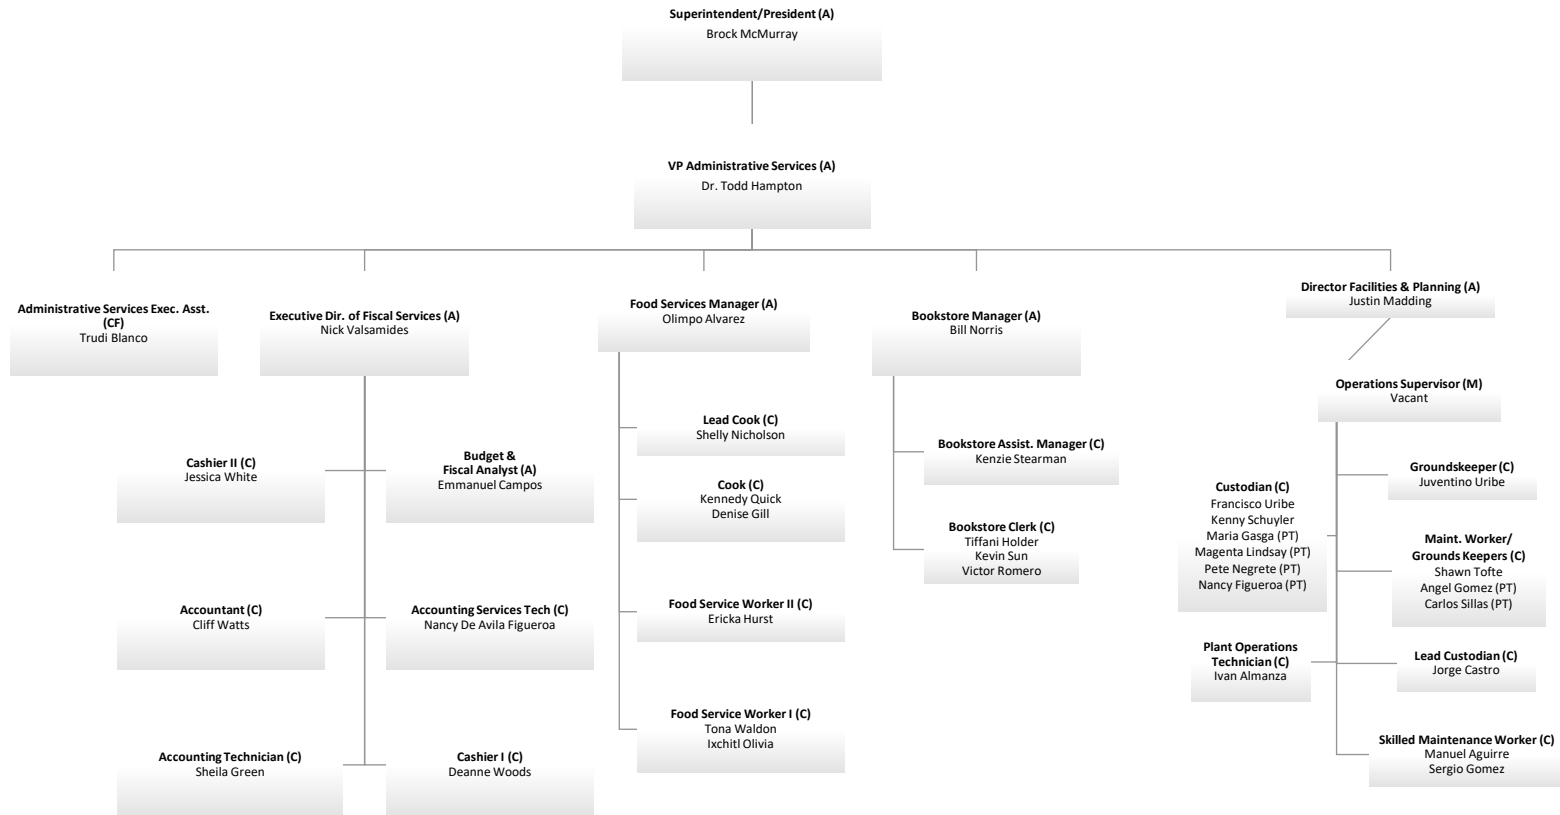 Superintendent/President (A)
Brock McMurray
VP Administrative Services (A)
Dr. Todd Hampton
Administrative Services Exec. Asst.
(CF)
Trudi Blanco
Executive Dir. of Fiscal Services (A)
Nick Valsamides
Cashier II (C)
Jessica White
Budget &
Fiscal Analyst (A)
Emmanuel Campos
Accountant (C)
Cliff Watts
Accounting Services Tech (C)
Nancy De Avila Figueroa
Accounting Technician (C)
Sheila Green
Cashier I (C)
Deanne Woods
Food Services Manager (A)
Olimpo Alvarez
Lead Cook (C)
Shelly Nicholson
Cook (C)
Kennedy Quick
Denise Gill
Food Service Worker II (C)
Ericka Hurst
Food Service Worker I (C)
Tona Waldon
Ixchitl Olivia
Bookstore Manager (A)
Bill Norris
Bookstore Assist. Manager (C)
Kenzie Stearman
Bookstore Clerk (C)
Tiffani Holder
Kevin Sun
Victor Romero
Director Facilities & Planning (A)
Justin Madding
Operations Supervisor (M)
Vacant
Custodian (C)
Francisco Uribe
Kenny Schuyler
Maria Gasga (PT)
Magenta Lindsay (PT)
Pete Negrete (PT)
Nancy Figueroa (PT)
Groundskeeper (C)
Juventino Uribe
Maint. Worker/
Grounds Keepers (C)
Shawn Tofte
Angel Gomez (PT)
Carlos Sillas (PT)
Plant Operations
Technician (C)
Ivan Almanza
Lead Custodian (C)
Jorge Castro
Skilled Maintenance Worker (C)
Manuel Aguirre
Sergio Gomez